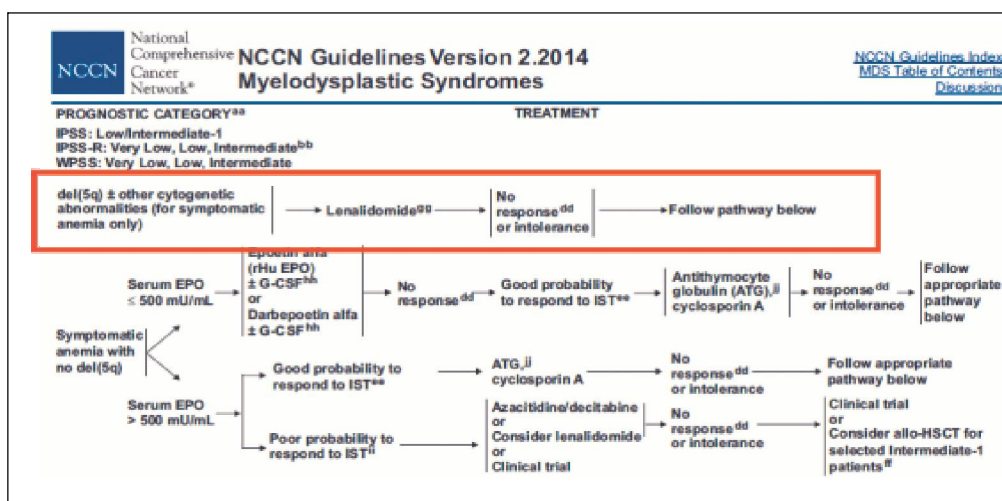 National
Comprehensive
Cancer
Network®
NCCN
NCCN Guidelines Version 2.2014
Myelodysplastic Syndromes
NCCN Guidelines Index
MDS Table of Contents
Discussion
PROGNOSTIC CATEGORYaa
TREATMENT
IPSS: Low/Intermediate-1
IPSS-R: Very Low, Low, Intermediatebb
WPSS: Very Low, Low, Intermediate
del(5q) ± other cytogenetic
abnormalities (for symptomatic
anemia only)
Lenalidomidegg
No
responsedd
or intolerance
Follow pathway below
Symptomatic
anemia with
no del(5q)
Serum EPO
≤ 500 mU/mL
Epoetin alfa
(rHu EPO)
± G-CSFhh
or
Darbepoetin alfa
± G-CSFhh
No
responsedd
Good probability
to respond to ISTee
Antithymocyte
globulin (ATG),jj
cyclosporin A
No
responsedd
or intolerance
Follow
appropriate
pathway
below
Serum EPO
> 500 mU/mL
Good probability to
respond to ISTee
ATG,jj
cyclosporin A
No
responsedd
or intolerance
Follow appropriate
pathway below
Poor probability to
respond to ISTii
Azacitidine/decitabine
or
Consider lenalidomide
or
Clinical trial
No
responsedd
or intolerance
Clinical trial
or
Consider allo-HSCT for
selected Intermediate-1
patientsff